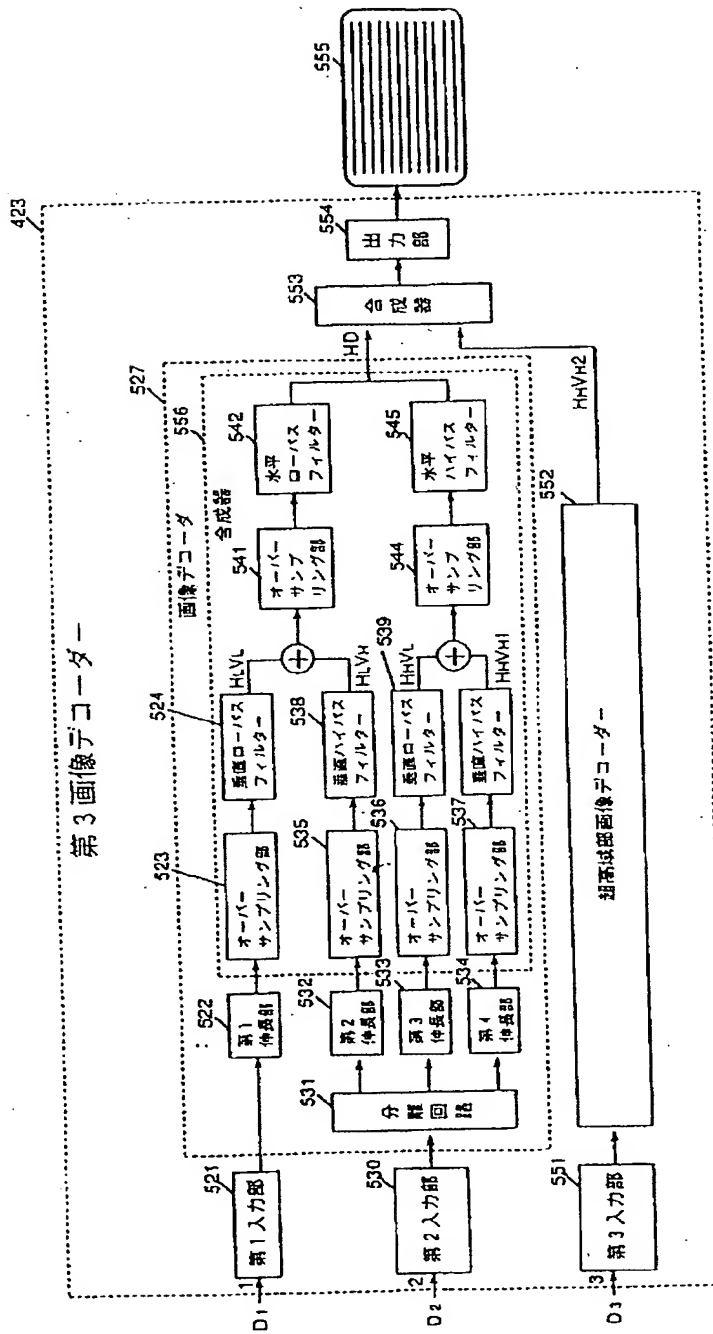 第3画像デコーダー
423
527
画像デコーダ
556
合成器
D1
1
521
第1入力部
522
第1
伸長部
523
オーバー
サンプリング部
524
垂直ローパス
フィルター
HLVL
541
オーバー
サンプ
リング部
542
水平
ローパス
フィルター
D2
2
530
第2入力部
531
分離回路
532
第2
伸長部
535
オーバー
サンプリング部
538
垂直ハイパス
フィルター
HLVH
533
第3
伸長部
536
オーバー
サンプリング部
539
垂直ローパス
フィルター
HHVL
544
オーバー
サンプ
リング部
545
水平
ハイパス
フィルター
534
第4
伸長部
537
オーバー
サンプリング部
垂直ハイパス
フィルター
HHVH1
HD
553
合成器
554
出力部
555
D3
3
551
第3入力部
552
超高域部画像デコーダー
HHVH2